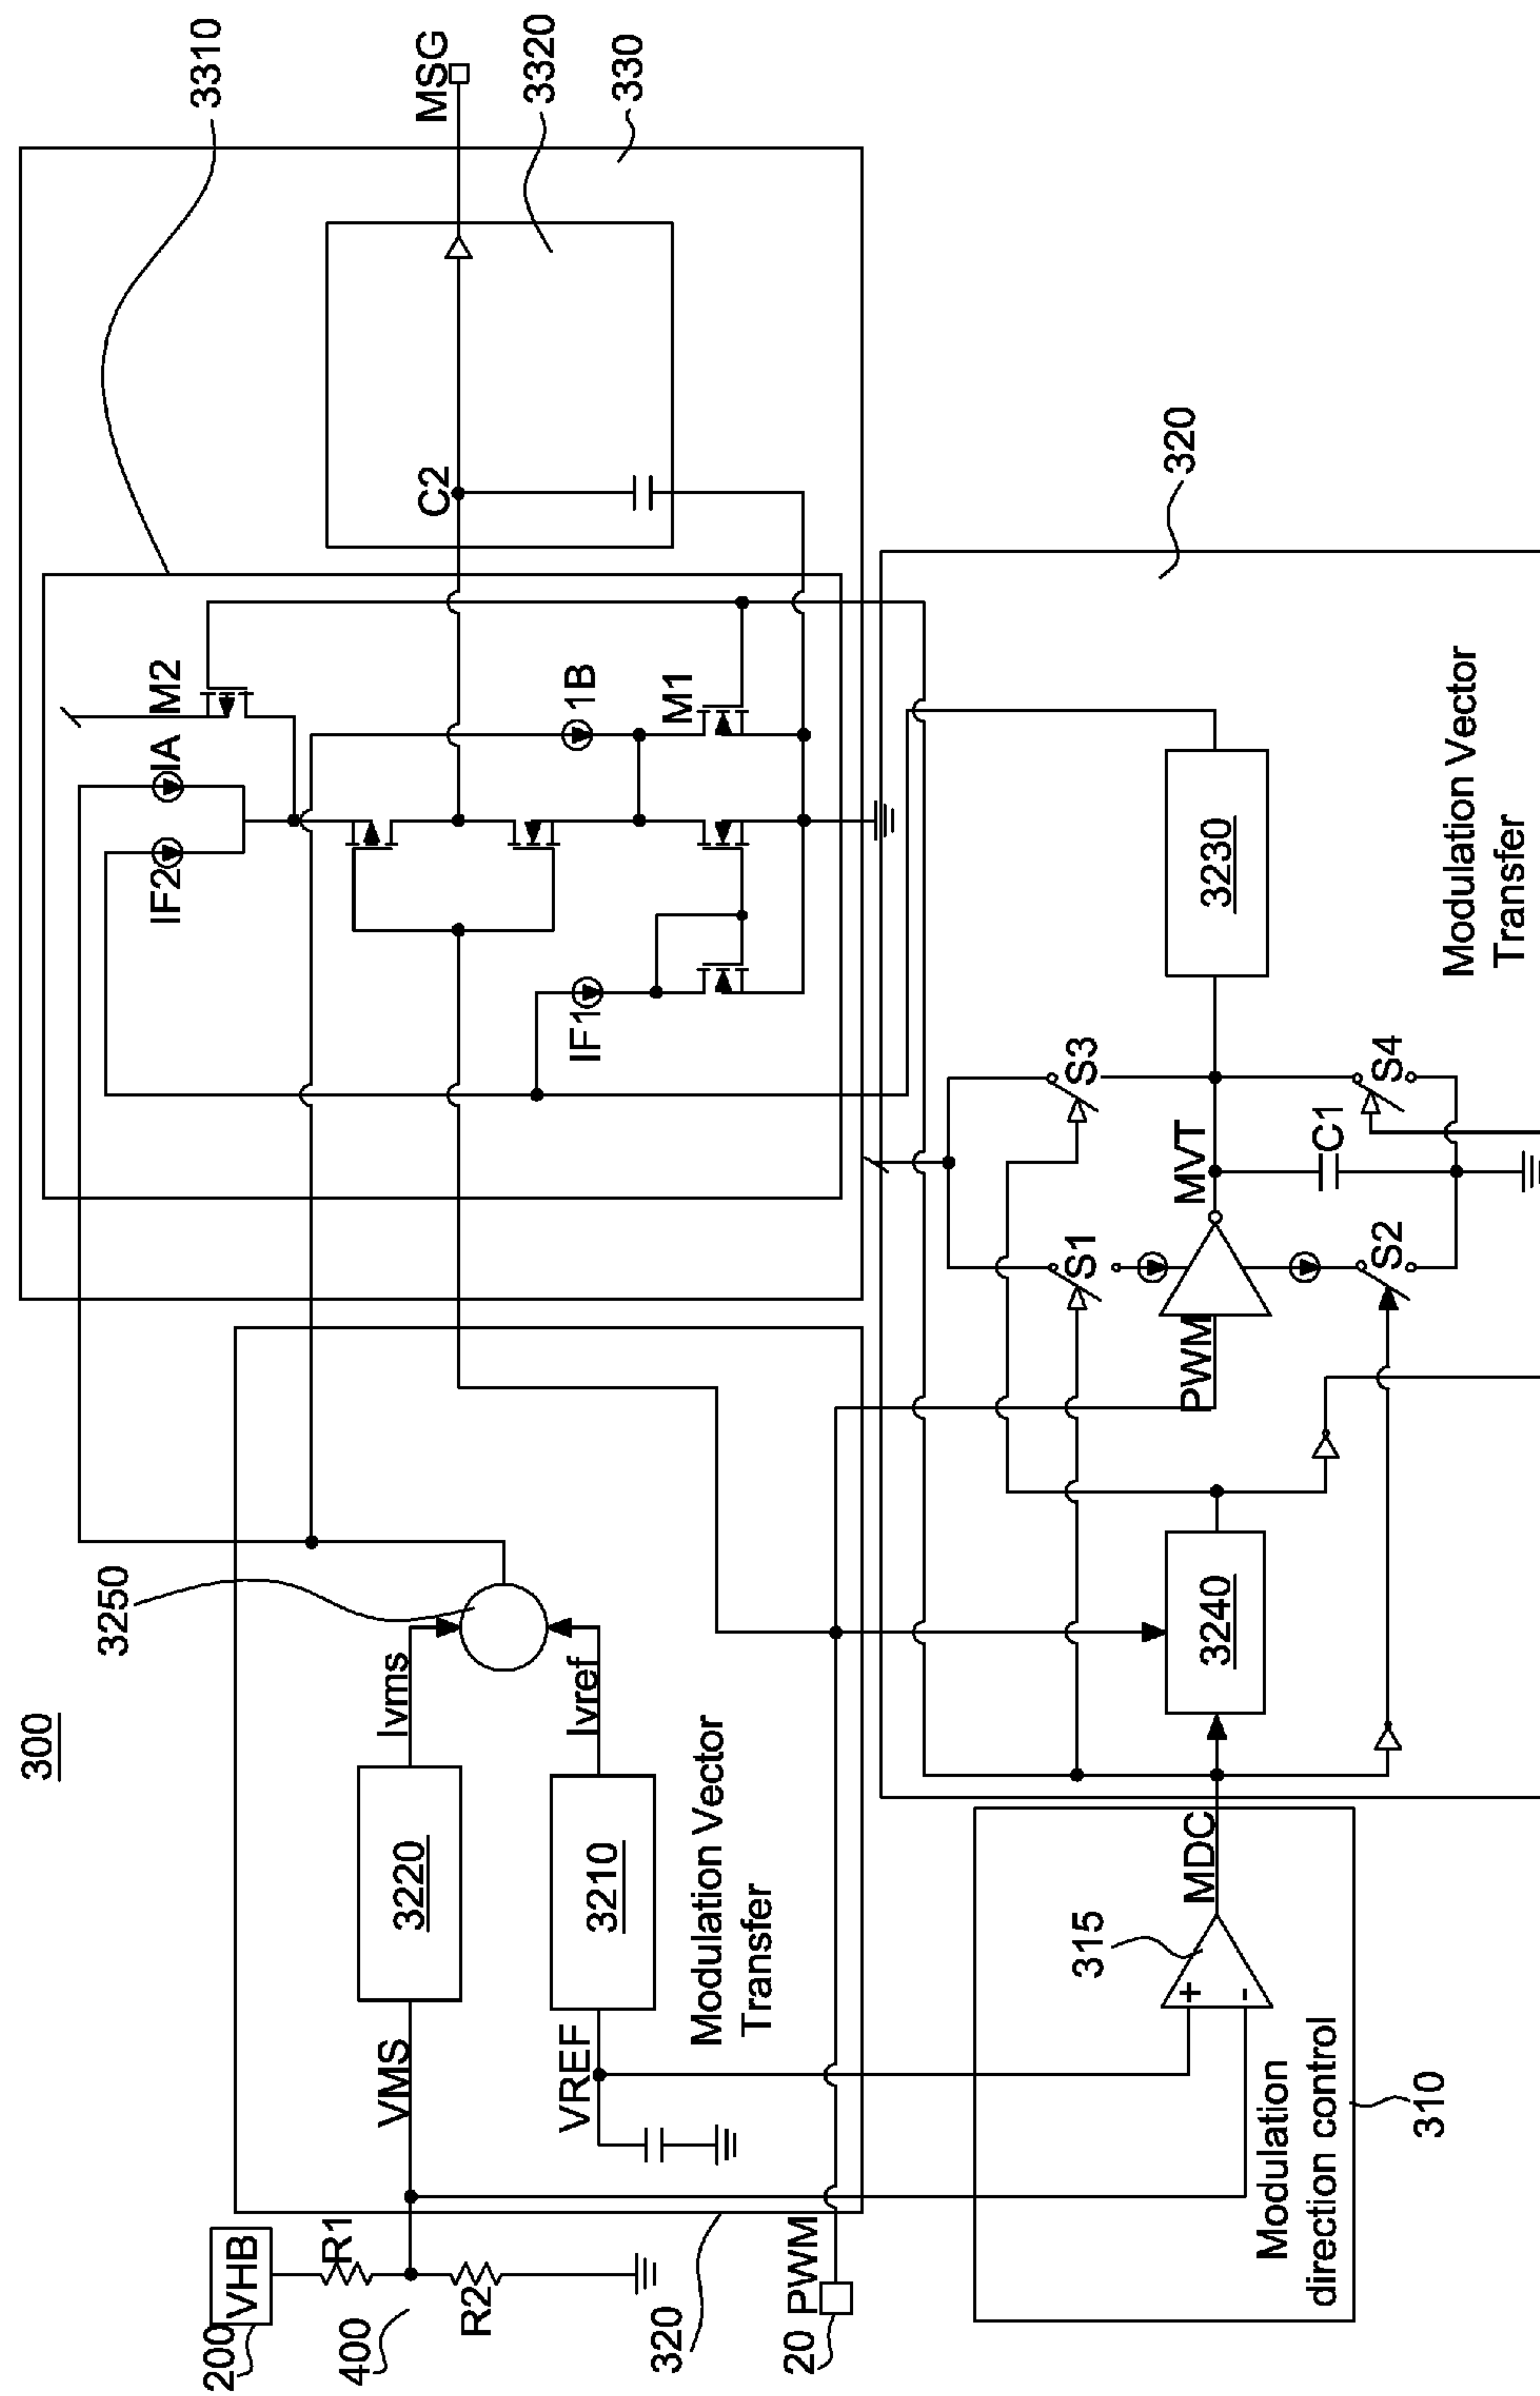 300
200
VHB
R1
400
R2
320
20
PWM
VMS
VREF
3220
3210
Ivms
Ivref
3250
Modulation Vector
Transfer
3310
IF2
IA
M2
IF1
1B
M1
C2
MSG
3320
330
Modulation
direction control
310
315
+
-
MDC
3240
PWM
S1
S2
MVT
C1
S3
S4
3230
320
Modulation Vector
Transfer